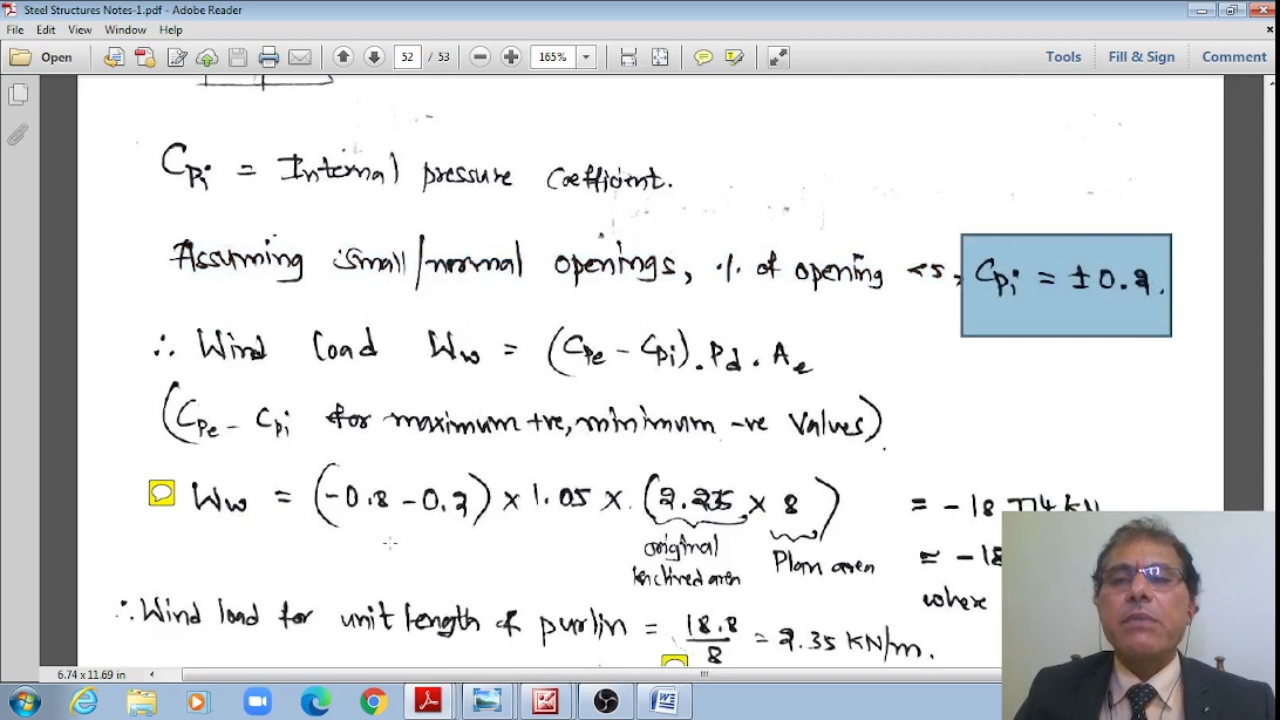 Steel Structures Notes-1.pdf - Adobe Reader
File Edit View Window Help
Open 52 / 53 165% Tools Fill & Sign Comment
Cpi = Internal pressure coefficient.
Assuming small/normal openings, % of opening <5, Cpi = ±0.2.
∴ Wind load Ww = (Cpe - Cpi). Pd. Ae
(Cpe - Cpi for maximum +ve, minimum -ve values).
Ww = (-0.8 - 0.2) × 1.05 × (2.235 × 8) = -18.774 kN
original Plan area ≈ -18
inclined area where
∴ Wind load for unit length of purlin = 18.8/8 = 2.35 KN/m.
6.74 x 11.69 in